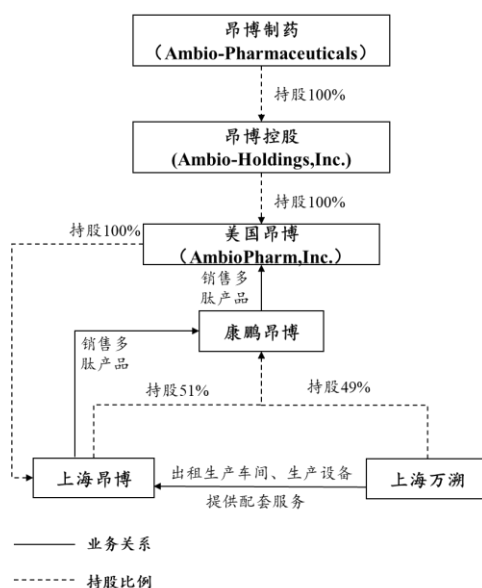 昂博制药
（Ambio-Pharmaceuticals）
持股100%
昂博控股
(Ambio-Holdings,Inc.)
持股100%
持股100%
美国昂博
（AmbioPharm,Inc.）
销售多
肽产品
康鹏昂博
销售多
肽产品
持股51%
持股49%
上海昂博
出租生产车间、生产设备
提供配套服务
上海万溯
业务关系
持股比例